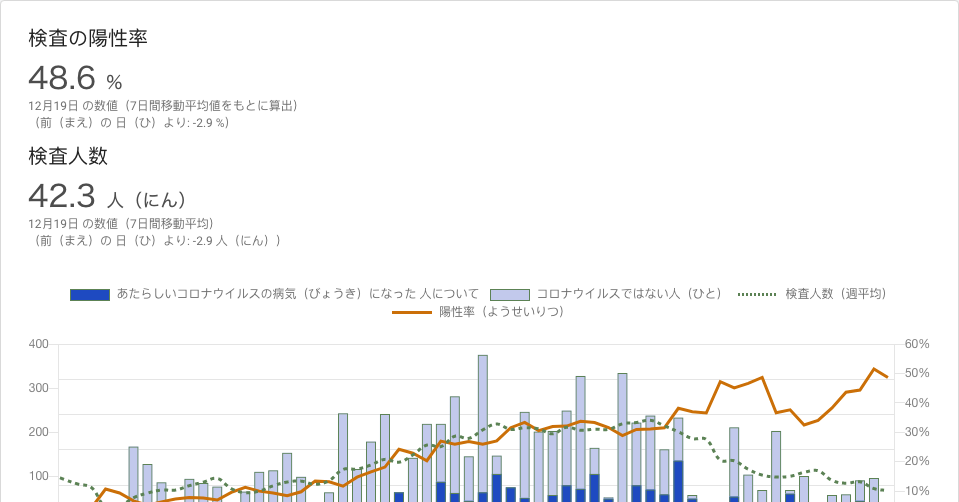 検査の陽性率
48.6 %
12月19日 の数値（7日間移動平均値をもとに算出）
（前（まえ）の 日（ひ）より: -2.9 %）
検査人数
42.3 人（にん）
12月19日 の数値（7日間移動平均）
（前（まえ）の 日（ひ）より: -2.9 人（にん））
あたらしいコロナウイルスの病気（びょうき）になった 人について コロナウイルスではない人（ひと） 検査人数（週平均）
陽性率（ようせいりつ）
400 60%
50%
300
40%
200 30%
20%
100
10%